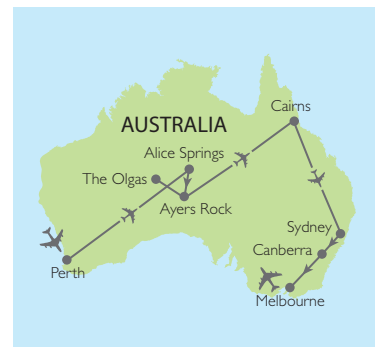 Cairns
AUSTRALIA
Alice Springs
The Olgas
Ayers Rock
Sydney
Canberra
Perth
Melbourne